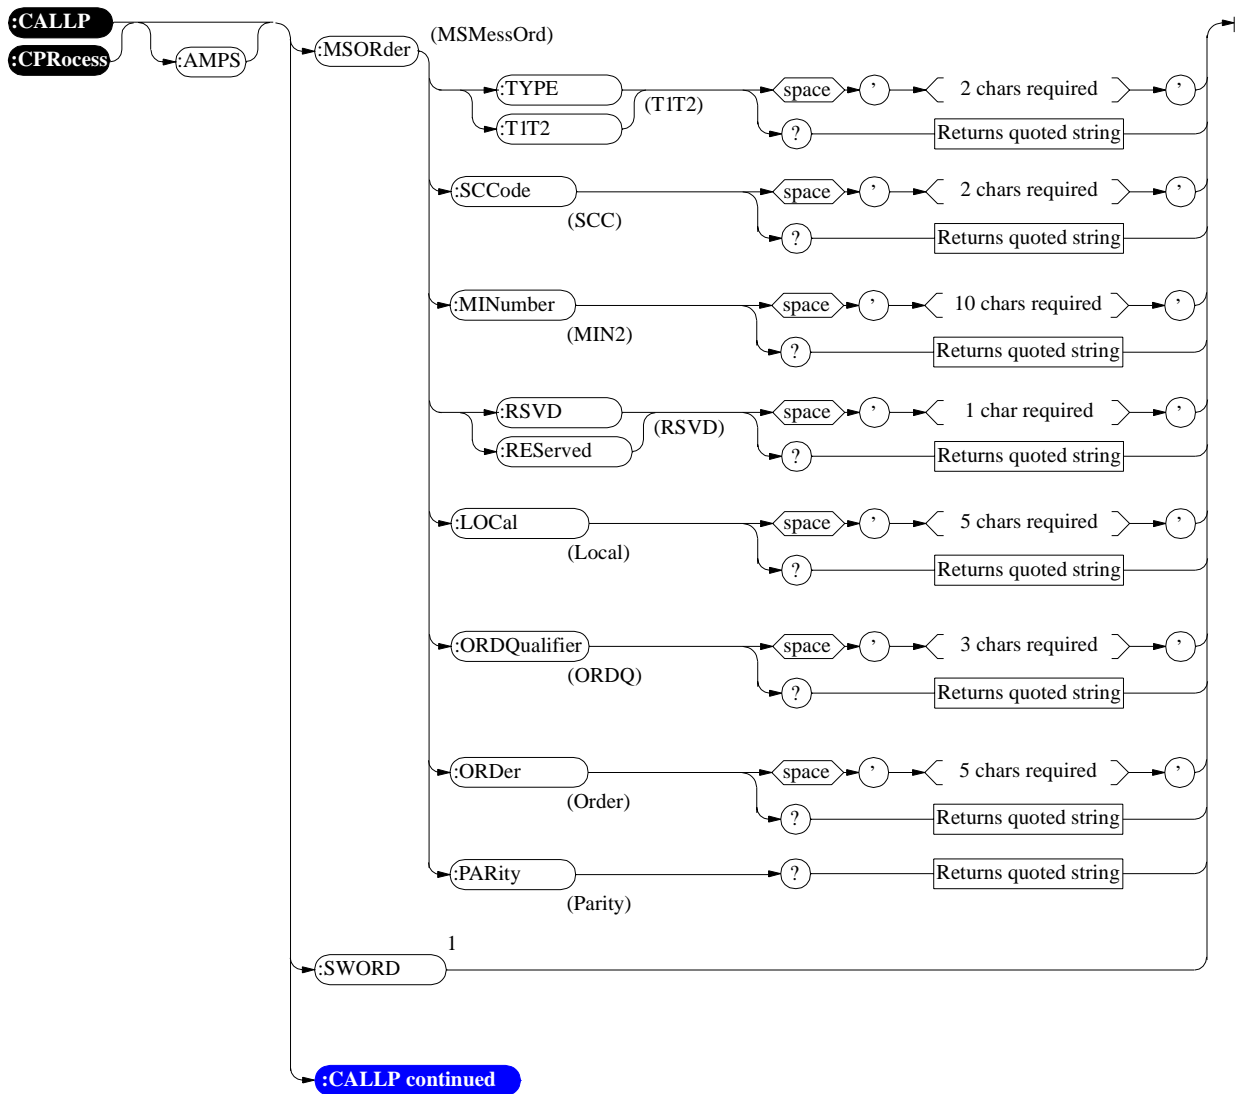 :CALLP
:CPRocess
:AMPS
:MSORder
(MSMessOrd)
:TYPE
:T1T2
(T1T2)
space ’ 2 chars required ’
? Returns quoted string
:SCCode
(SCC)
space ’ 2 chars required ’
? Returns quoted string
:MINumber
(MIN2)
space ’ 10 chars required ’
? Returns quoted string
:RSVD
:REServed
(RSVD)
space ’ 1 char required ’
? Returns quoted string
:LOCal
(Local)
space ’ 5 chars required ’
? Returns quoted string
:ORDQualifier
(ORDQ)
space ’ 3 chars required ’
? Returns quoted string
:ORDer
(Order)
space ’ 5 chars required ’
? Returns quoted string
:PARity
(Parity)
? Returns quoted string
:SWORD
1
:CALLP continued